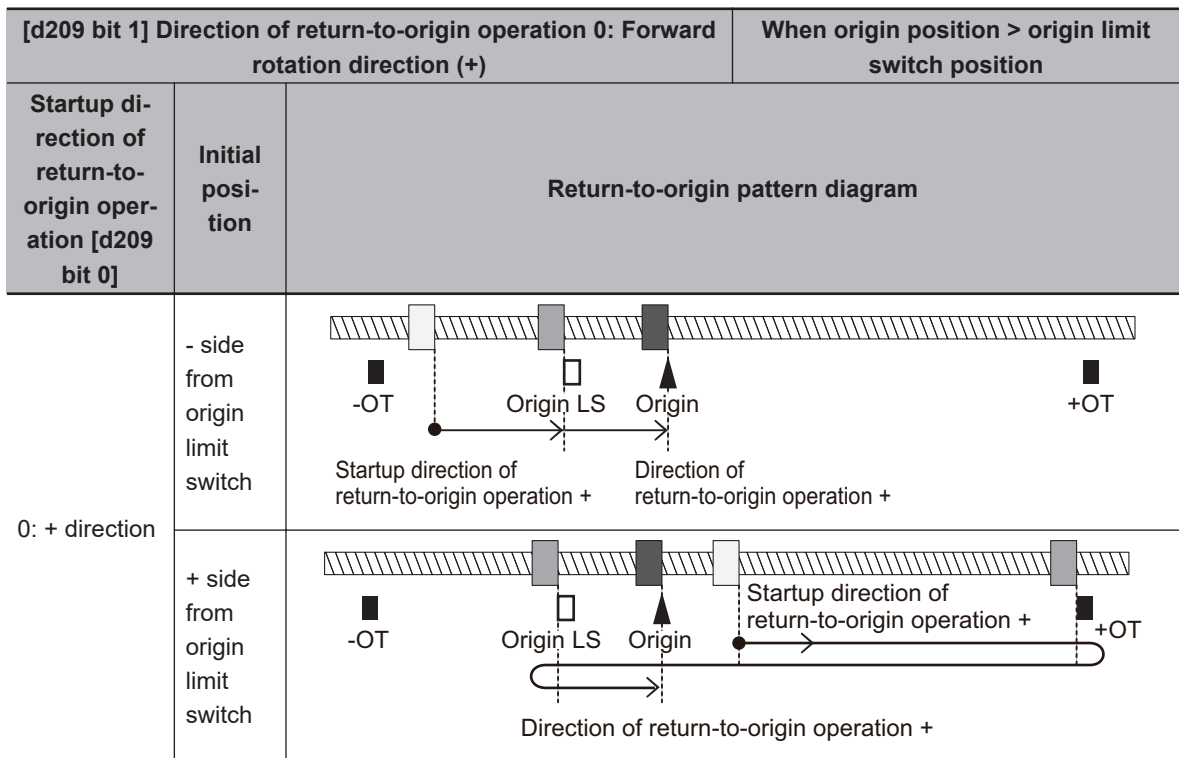 [d209 bit 1] Direction of return-to-origin operation 0: Forward
rotation direction (+)
When origin position > origin limit
switch position
Startup di-
rection of
return-to-
origin oper-
ation [d209
bit 0]
Initial
posi-
tion
Return-to-origin pattern diagram
0: + direction
- side
from
origin
limit
switch
-OT
Origin LS
Origin
+OT
Startup direction of
return-to-origin operation +
Direction of
return-to-origin operation +
+ side
from
origin
limit
switch
-OT
Origin LS
Origin
Startup direction of
return-to-origin operation +
+OT
Direction of return-to-origin operation +